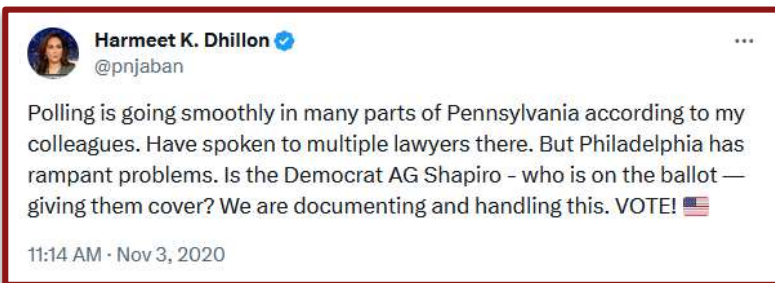 Harmeet K. Dhillon
@pnjaban
Polling is going smoothly in many parts of Pennsylvania according to my
colleagues. Have spoken to multiple lawyers there. But Philadelphia has
rampant problems. Is the Democrat AG Shapiro - who is on the ballot —
giving them cover? We are documenting and handling this. VOTE! 🇺🇸
11:14 AM · Nov 3, 2020